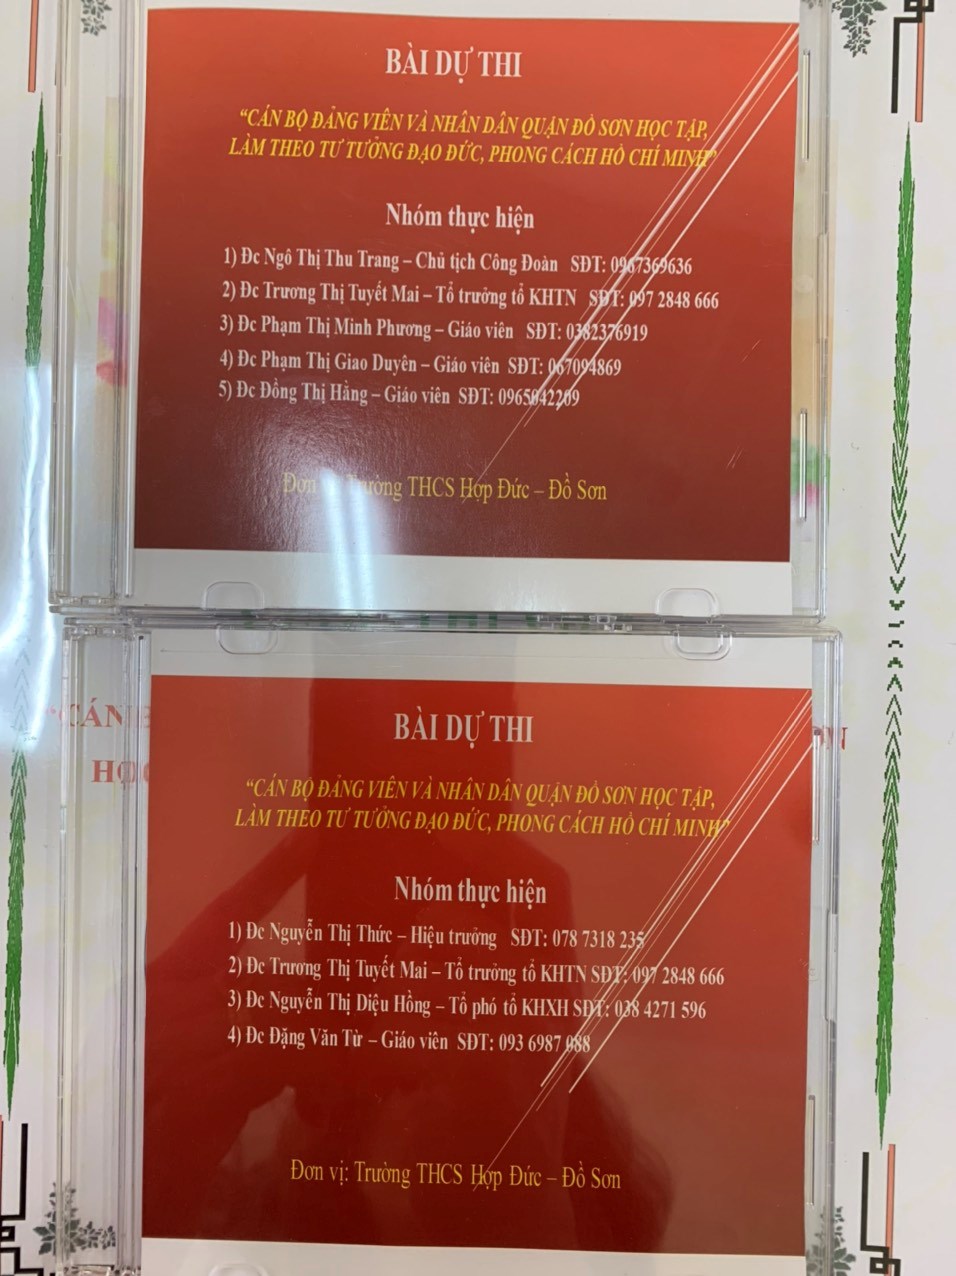 BÀI DỰ THI
“CÁN BỘ ĐẢNG VIÊN VÀ NHÂN DÂN QUẬN ĐỒ SƠN HỌC TẬP,
LÀM THEO TƯ TƯỞNG ĐẠO ĐỨC, PHONG CÁCH HỒ CHÍ MINH”
Nhóm thực hiện
1) Đc Ngô Thị Thu Trang – Chủ tịch Công Đoàn SĐT: 0967369636
2) Đc Trương Thị Tuyết Mai – Tổ trưởng tổ KHTN SĐT: 097 2848 666
3) Đc Phạm Thị Minh Phương – Giáo viên SĐT: 0382376919
4) Đc Phạm Thị Giao Duyên – Giáo viên SĐT: 067094869
5) Đc Đồng Thị Hằng – Giáo viên SĐT: 0965042209
Đơn Trường THCS Hợp Đức – Đồ Sơn
“CÁN
BÀI DỰ THI
“CÁN BỘ ĐẢNG VIÊN VÀ NHÂN DÂN QUẬN ĐỒ SƠN HỌC TẬP,
LÀM THEO TƯ TƯỞNG ĐẠO ĐỨC, PHONG CÁCH HỒ CHÍ MINH”
Nhóm thực hiện
1) Đc Nguyễn Thị Thức – Hiệu trưởng SĐT: 078 7318 235
2) Đc Trương Thị Tuyết Mai – Tổ trưởng tổ KHTN SĐT: 097 2848 666
3) Đc Nguyễn Thị Diệu Hồng – Tổ phó tổ KHXH SĐT: 038 4271 596
4) Đc Đặng Văn Từ – Giáo viên SĐT: 093 6987 088
Đơn vị: Trường THCS Hợp Đức – Đồ Sơn